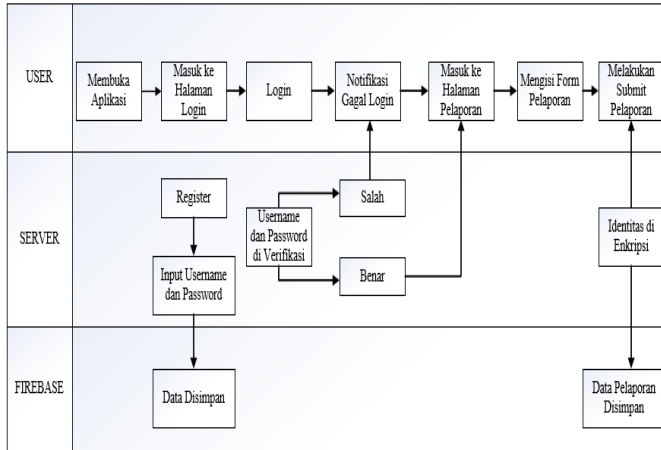 USER
Membuka
Aplikasi
Masuk ke
Halaman
Login
Login
Notifikasi
Gagal Login
Masuk ke
Halaman
Pelaporan
Mengisi Form
Pelaporan
Melakukan
Submit
Pelaporan
SERVER
Register
Input Username
dan Password
Username
dan Password
di Verifikasi
Salah
Benar
Identitas di
Enkripsi
FIREBASE
Data Disimpan
Data Pelaporan
Disimpan